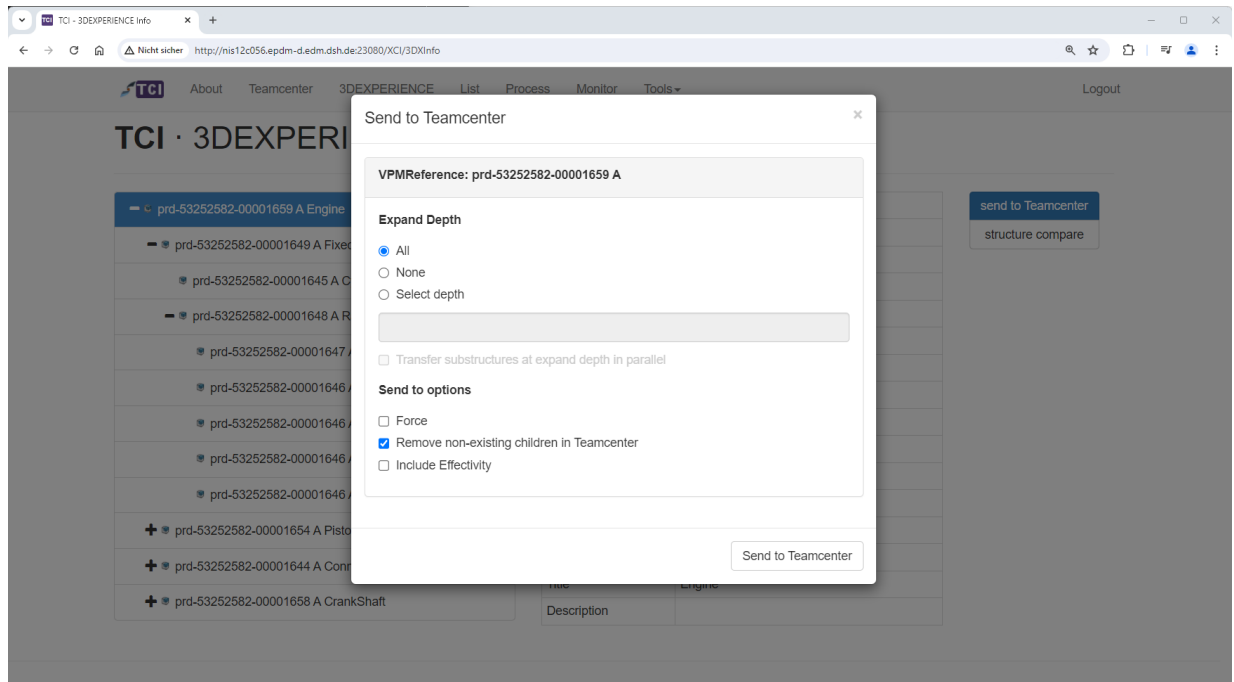 TCI TCI - 3DEXPERIENCE Info
Nicht sicher http://nis12c056.epdm-d.edm.dsh.de:23080/XCI/3DXInfo
TCI About Teamcenter 3DEXPERIENCE List Process Monitor Tools Logout
TCI · 3DEXPERI
Send to Teamcenter ×
VPMReference: prd-53252582-00001659 A
Expand Depth
All
None
Select depth
Transfer substructures at expand depth in parallel
Send to options
Force
Remove non-existing children in Teamcenter
Include Effectivity
Send to Teamcenter
prd-53252582-00001659 A Engine
prd-53252582-00001649 A Fixed
prd-53252582-00001645 A C
prd-53252582-00001648 A R
prd-53252582-00001647
prd-53252582-00001646
prd-53252582-00001646
prd-53252582-00001646
prd-53252582-00001646
prd-53252582-00001654 A Pisto
prd-53252582-00001644 A Conn
prd-53252582-00001658 A CrankShaft
Title Engine
Description
send to Teamcenter
structure compare